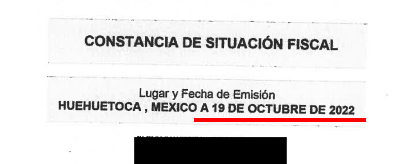 CONSTANCIA DE SITUACIÓN FISCAL
Lugar y Fecha de Emisión
HUEHUETOCA , MEXICO A 19 DE OCTUBRE DE 2022